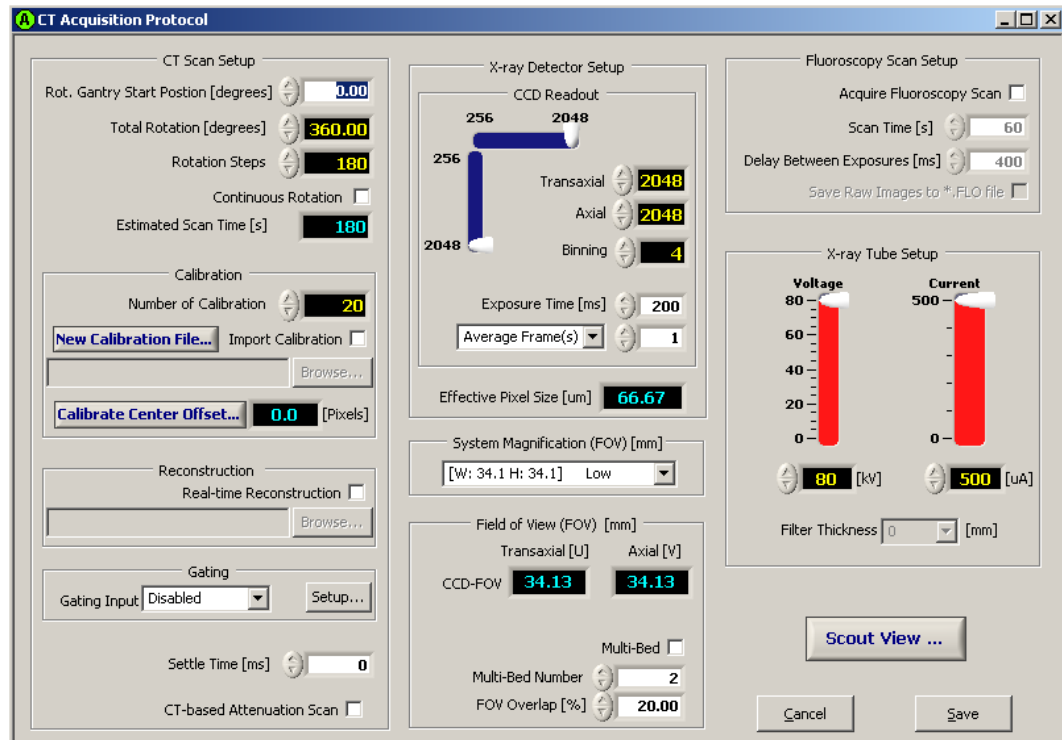 A CT Acquisition Protocol
CT Scan Setup
Rot. Gantry Start Postion [degrees] 0.00
Total Rotation [degrees] 360.00
Rotation Steps 180
Continuous Rotation
Estimated Scan Time [s] 180
Calibration
Number of Calibration 20
New Calibration File... Import Calibration
Browse...
Calibrate Center Offset... 0.0 [Pixels]
Reconstruction
Real-time Reconstruction
Browse...
Gating
Gating Input Disabled Setup...
Settle Time [ms] 0
CT-based Attenuation Scan
X-ray Detector Setup
CCD Readout
256 2048
256
2048
Transaxial 2048
Axial 2048
Binning 4
Exposure Time [ms] 200
Average Frame(s) 1
Effective Pixel Size [um] 66.67
System Magnification (FOV) [mm]
[W: 34.1 H: 34.1] Low
Field of View (FOV) [mm]
Transaxial [U] Axial [V]
CCD-FOV 34.13 34.13
Multi-Bed
Multi-Bed Number 2
FOV Overlap [%] 20.00
Fluoroscopy Scan Setup
Acquire Fluoroscopy Scan
Scan Time [s] 60
Delay Between Exposures [ms] 400
Save Raw Images to *.FLO file
X-ray Tube Setup
Voltage Current
80 500
60
40
20
0 0
80 [kV] 500 [uA]
Filter Thickness 0 [mm]
Scout View ...
Cancel Save